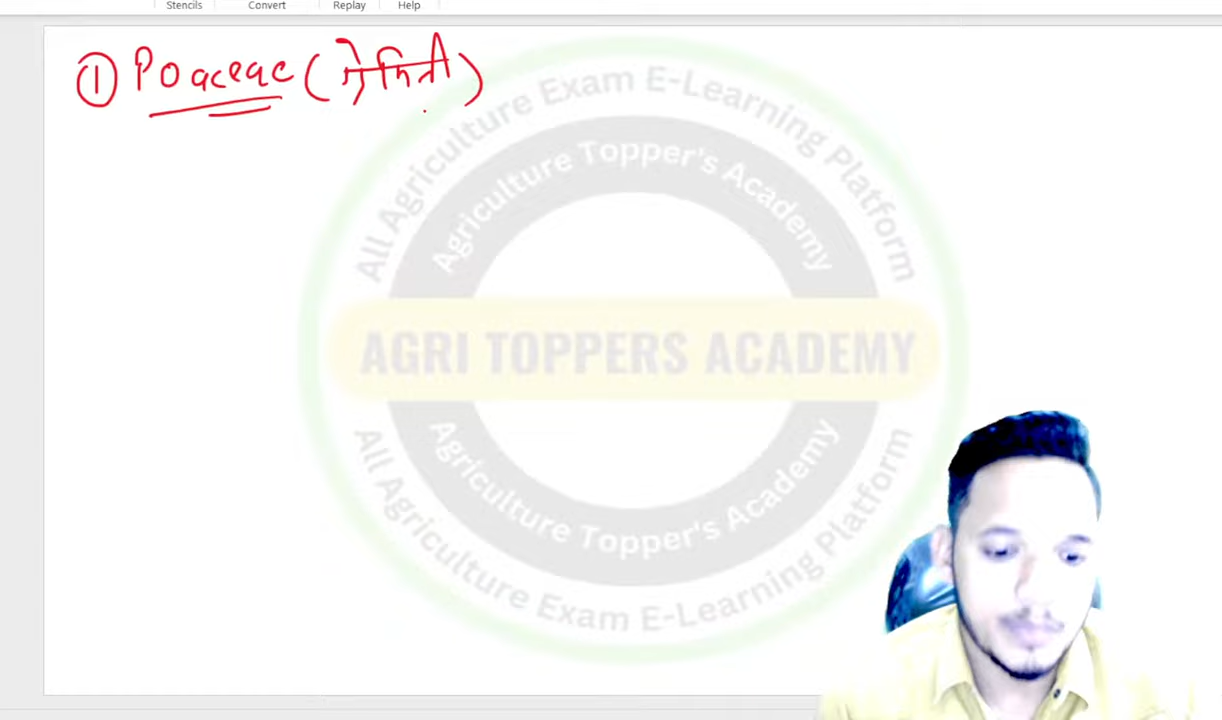 Stencils Convert Replay Help
① Poaceae (ग्रेमिनी)
All Agriculture Exam E-Learning Platform
Agriculture Topper's Academy
AGRI TOPPERS ACADEMY
Agriculture Topper's Academy
All Agriculture Exam E-Learning Platform